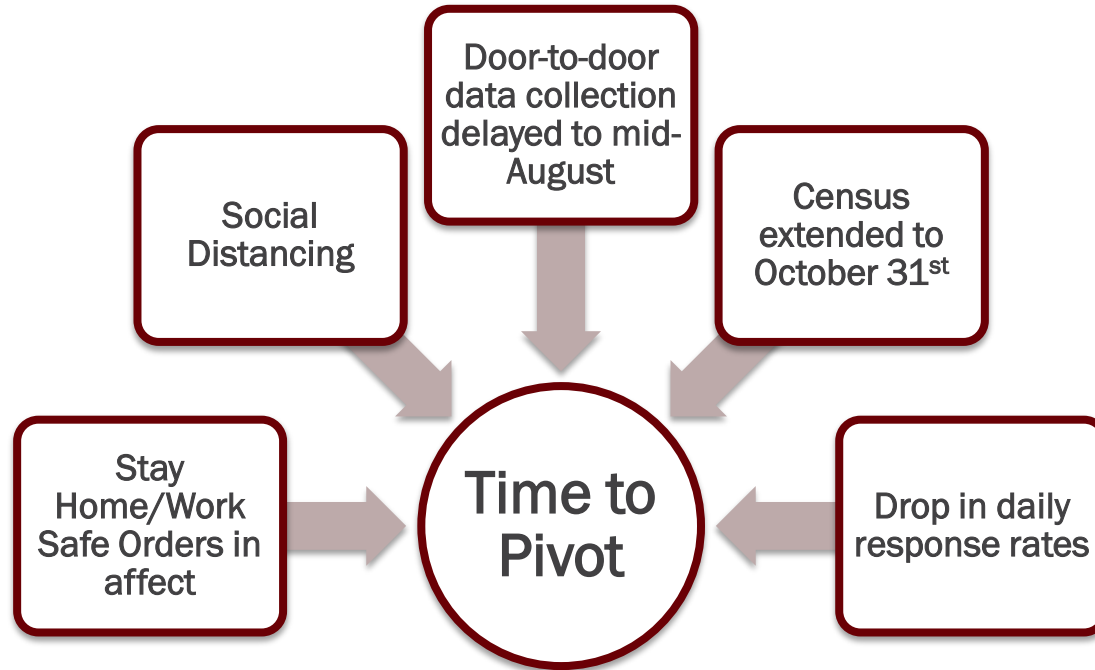 Door-to-door
data collection
delayed to mid-
August
Social
Distancing
Census
extended to
October 31st
Stay
Home/Work
Safe Orders in
affect
Time to
Pivot
Drop in daily
response rates